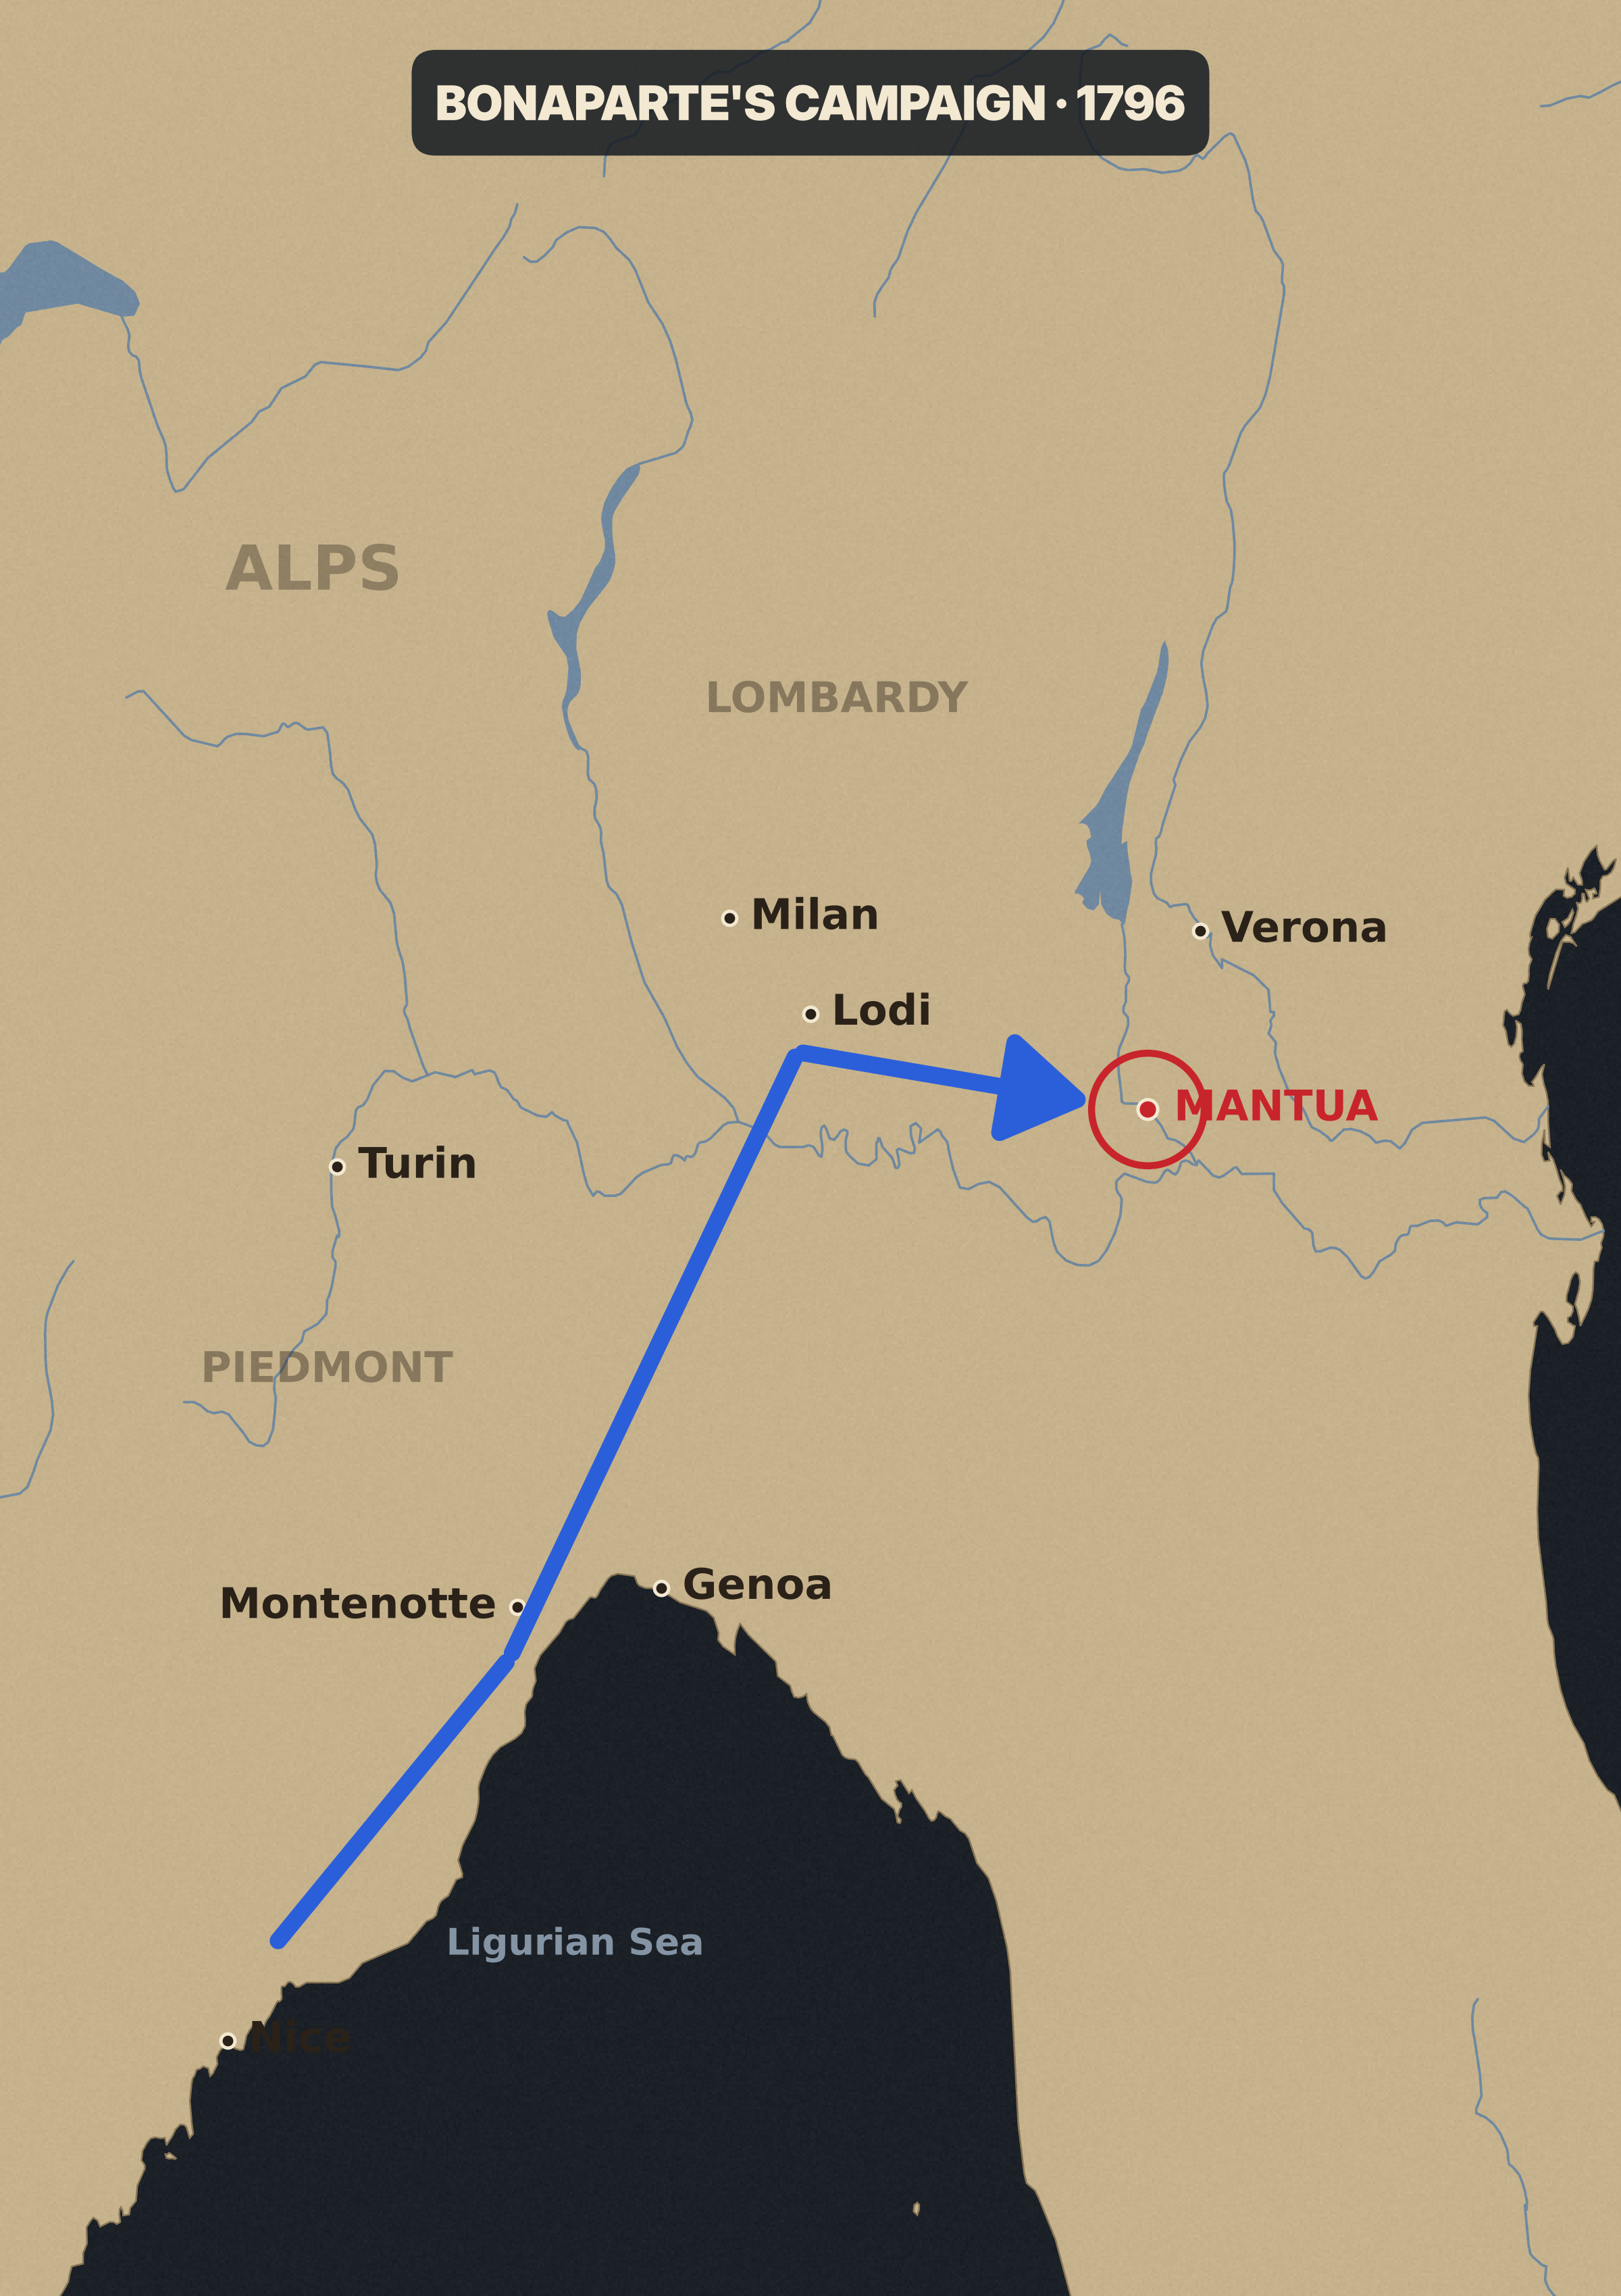 BONAPARTE'S CAMPAIGN · 1796
ALPS
LOMBARDY
Milan
Verona
Lodi
MANTUA
Turin
PIEDMONT
Genoa
Montenotte
Ligurian Sea
Nice